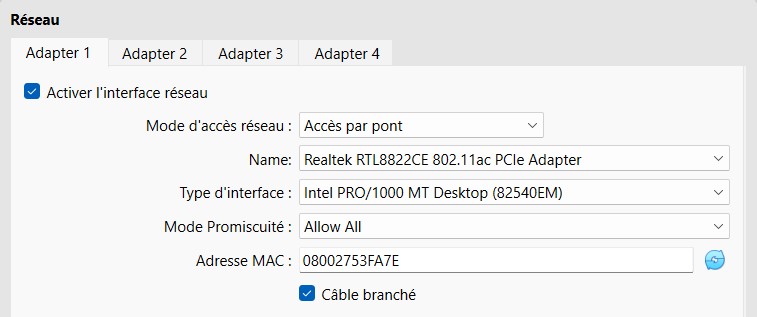 Réseau
Adapter 1 Adapter 2 Adapter 3 Adapter 4
Activer l'interface réseau
Mode d'accès réseau : Accès par pont
Name: Realtek RTL8822CE 802.11ac PCIe Adapter
Type d'interface : Intel PRO/1000 MT Desktop (82540EM)
Mode Promiscuité : Allow All
Adresse MAC : 08002753FA7E
Câble branché